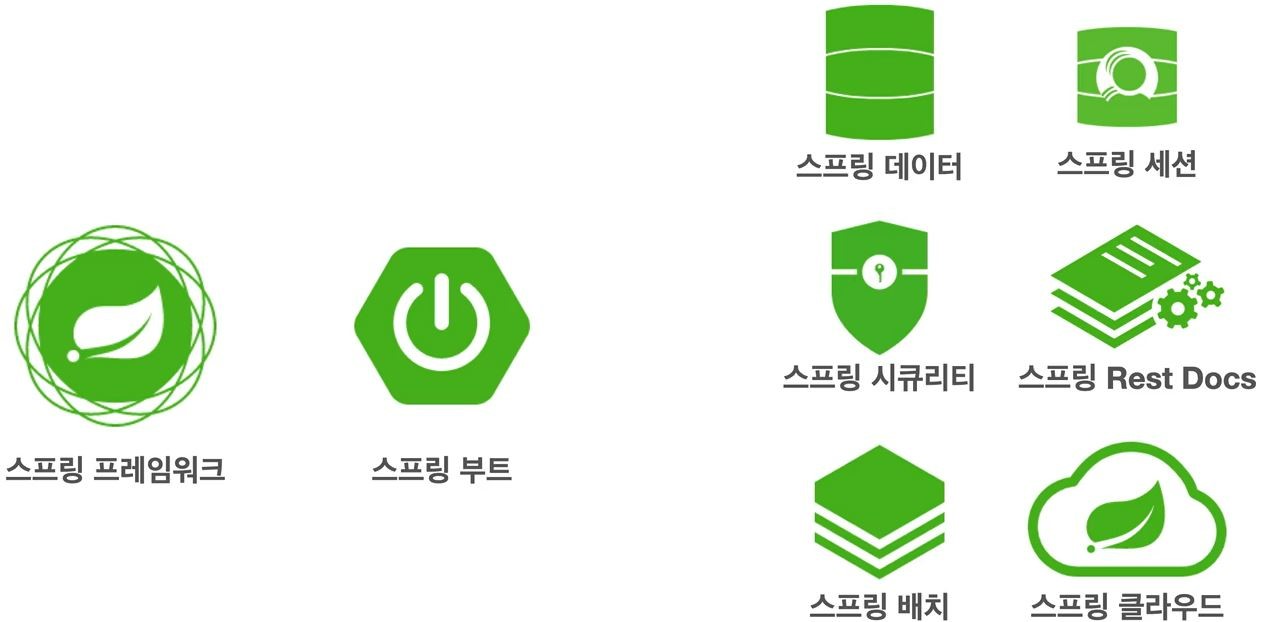 스프링 데이터
스프링 세션
스프링 시큐리티
스프링 Rest Docs
스프링 프레임워크
스프링 부트
스프링 배치
스프링 클라우드